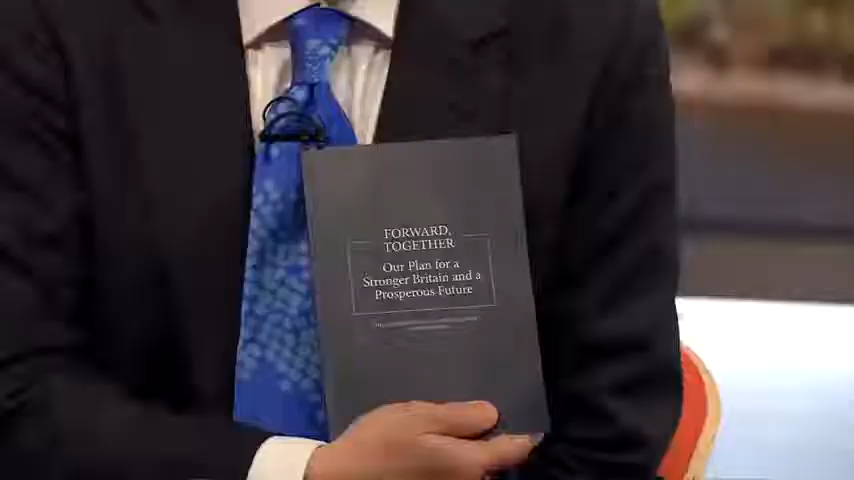 FORWARD,
TOGETHER
Our Plan for a
Stronger Britain and a
Prosperous Future